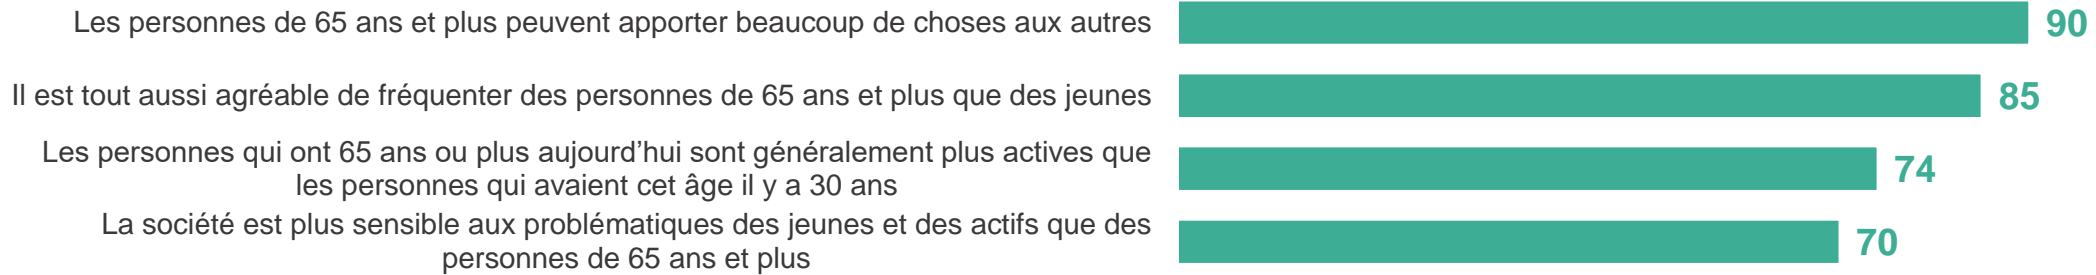 Les personnes de 65 ans et plus peuvent apporter beaucoup de choses aux autres
90
Il est tout aussi agréable de fréquenter des personnes de 65 ans et plus que des jeunes
85
Les personnes qui ont 65 ans ou plus aujourd’hui sont généralement plus actives que
les personnes qui avaient cet âge il y a 30 ans
74
La société est plus sensible aux problématiques des jeunes et des actifs que des
personnes de 65 ans et plus
70